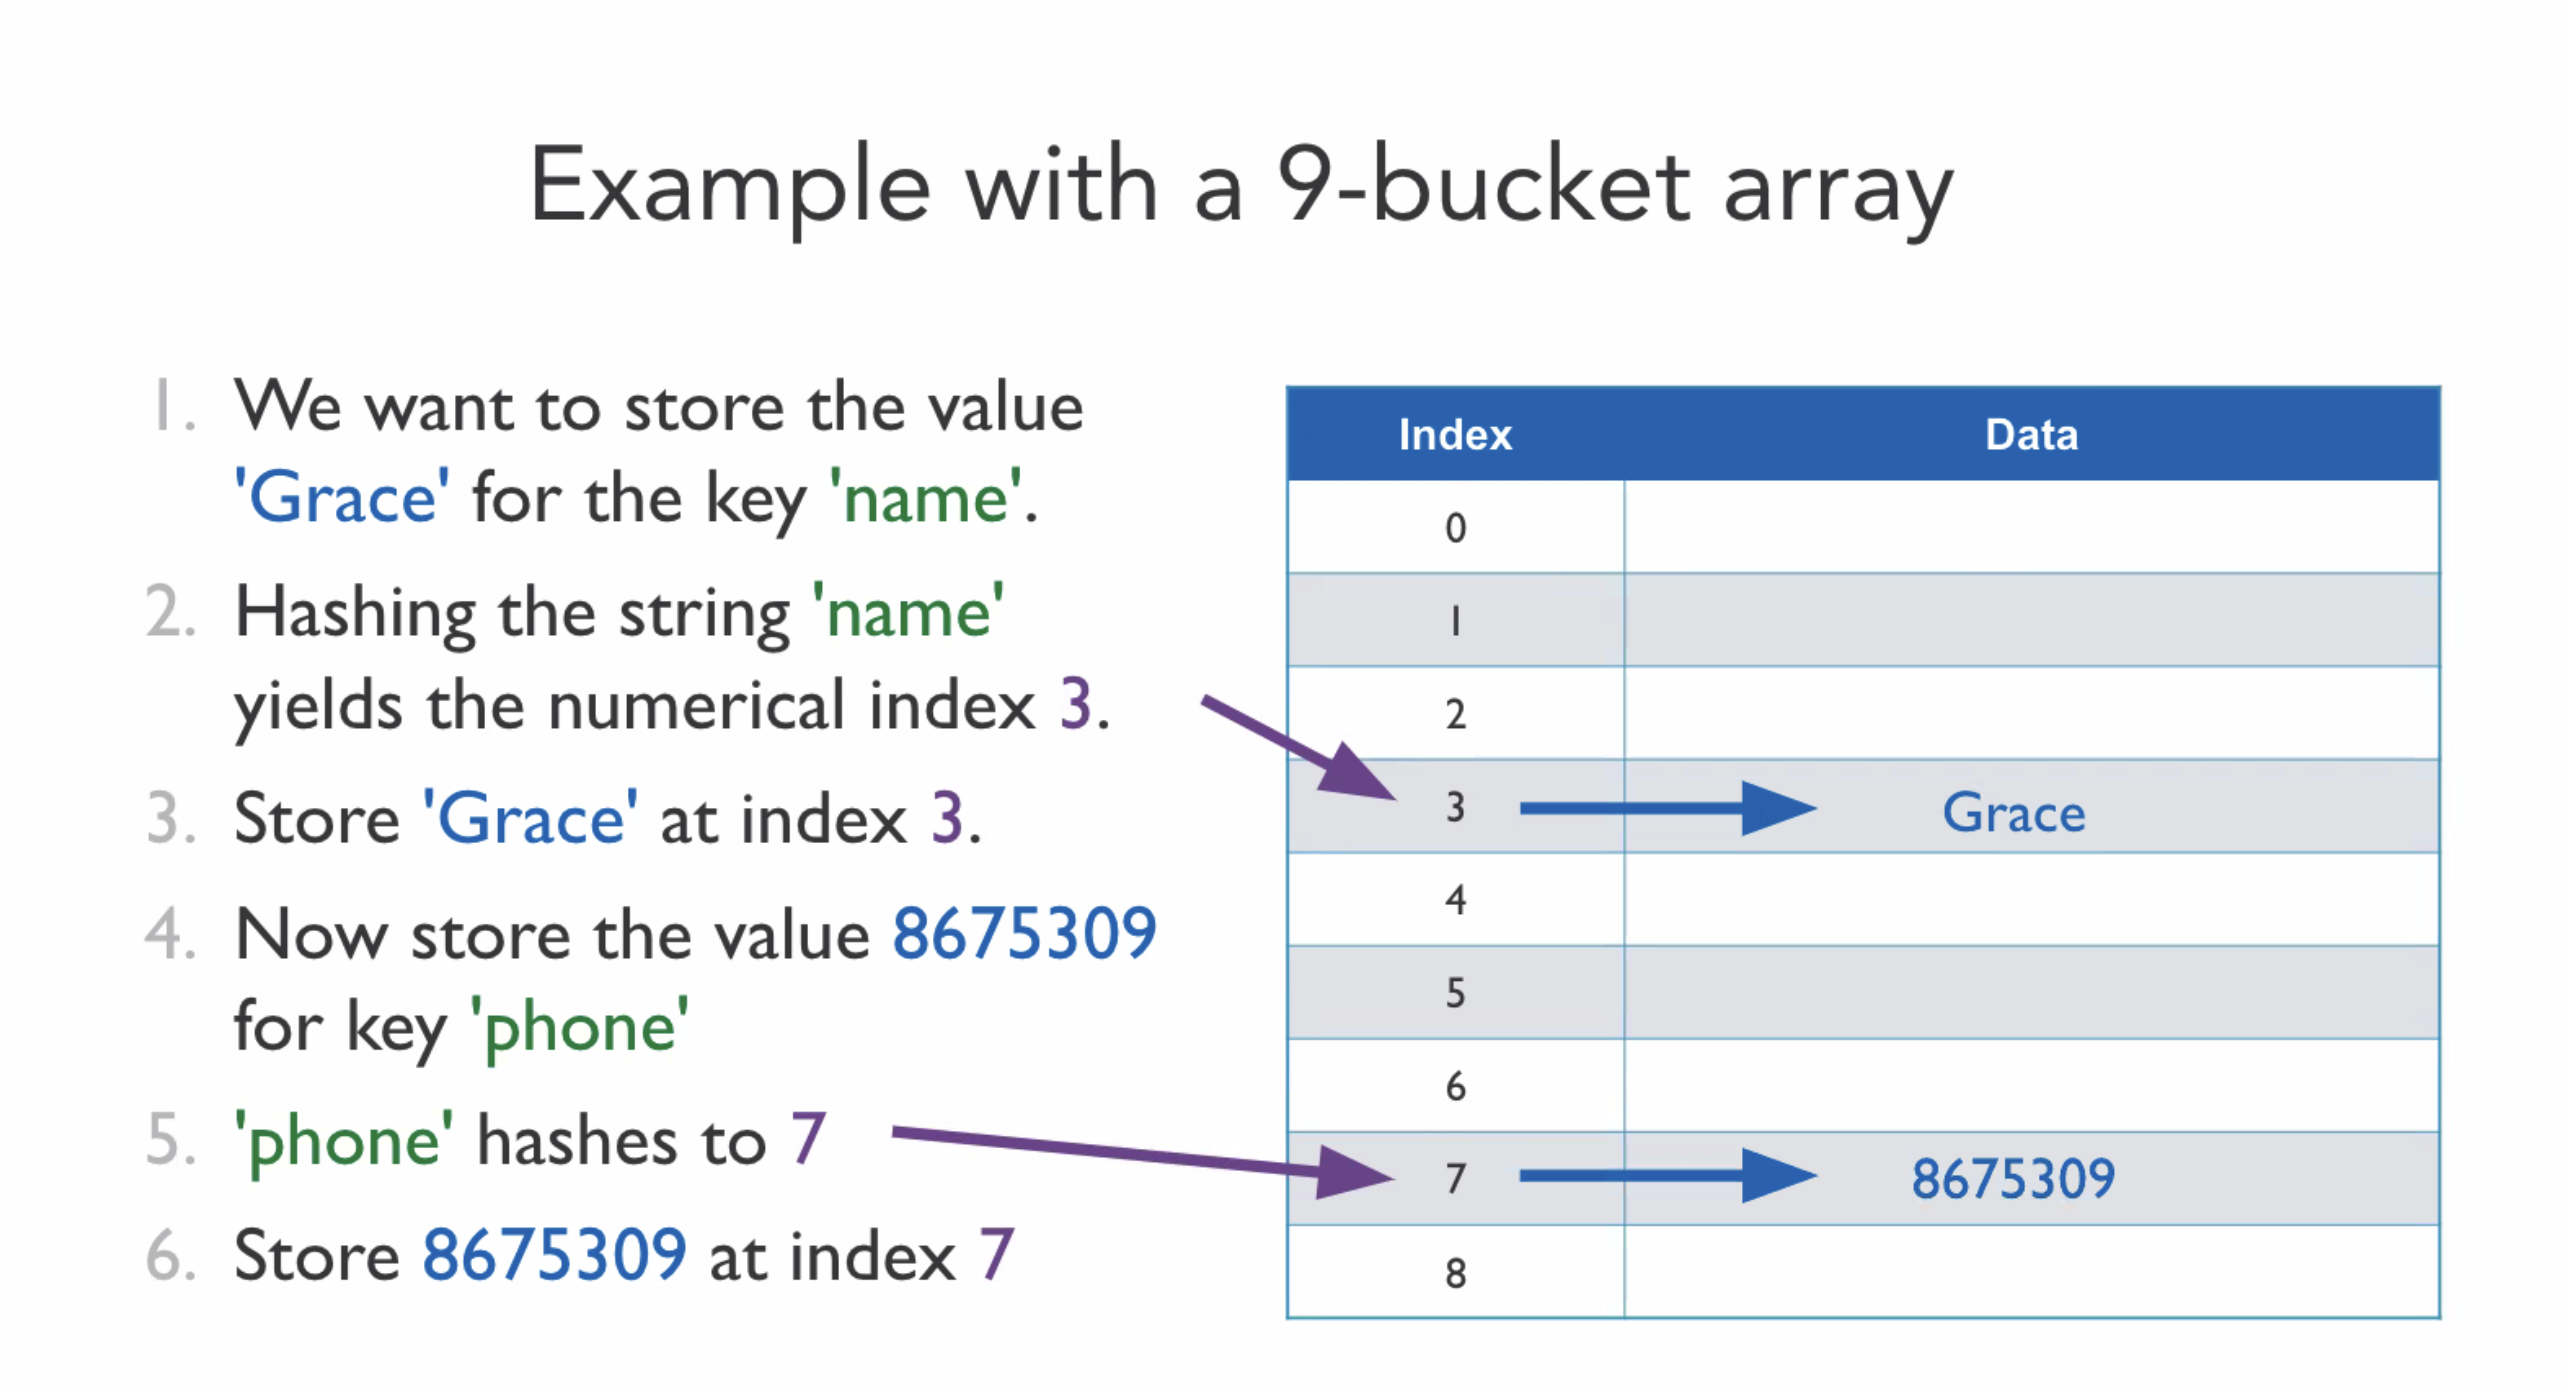 Example with a 9-bucket array
1. We want to store the value
'Grace' for the key 'name'.
2. Hashing the string 'name'
yields the numerical index 3.
3. Store 'Grace' at index 3.
4. Now store the value 8675309
for key 'phone'
5. 'phone' hashes to 7
6. Store 8675309 at index 7
Index Data
0
1
2
3 Grace
4
5
6
7 8675309
8